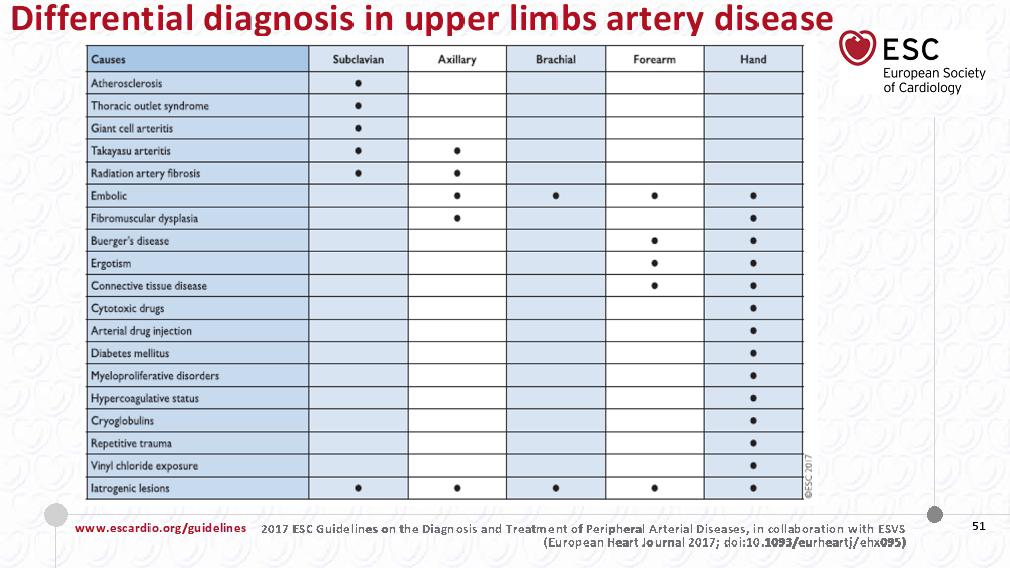 Differential diagnosis in upper limbs artery disease
ESC
European Society
of Cardiology
Causes Subclavian Axillary Brachial Forearm Hand
Atherosclerosis •
Thoracic outlet syndrome •
Giant cell arteritis •
Takayasu arteritis • •
Radiation artery fibrosis • •
Embolic • • • •
Fibromuscular dysplasia • •
Buerger's disease • •
Ergotism • •
Connective tissue disease • •
Cytotoxic drugs •
Arterial drug injection •
Diabetes mellitus •
Myeloproliferative disorders •
Hypercoagulative status •
Cryoglobulins •
Repetitive trauma •
Vinyl chloride exposure •
Iatrogenic lesions • • • • •
©ESC 2017
www.escardio.org/guidelines 2017 ESC Guidelines on the Diagnosis and Treatment of Peripheral Arterial Diseases, in collaboration with ESVS
(European Heart Journal 2017; doi:10.1093/eurheartj/ehx095)
51